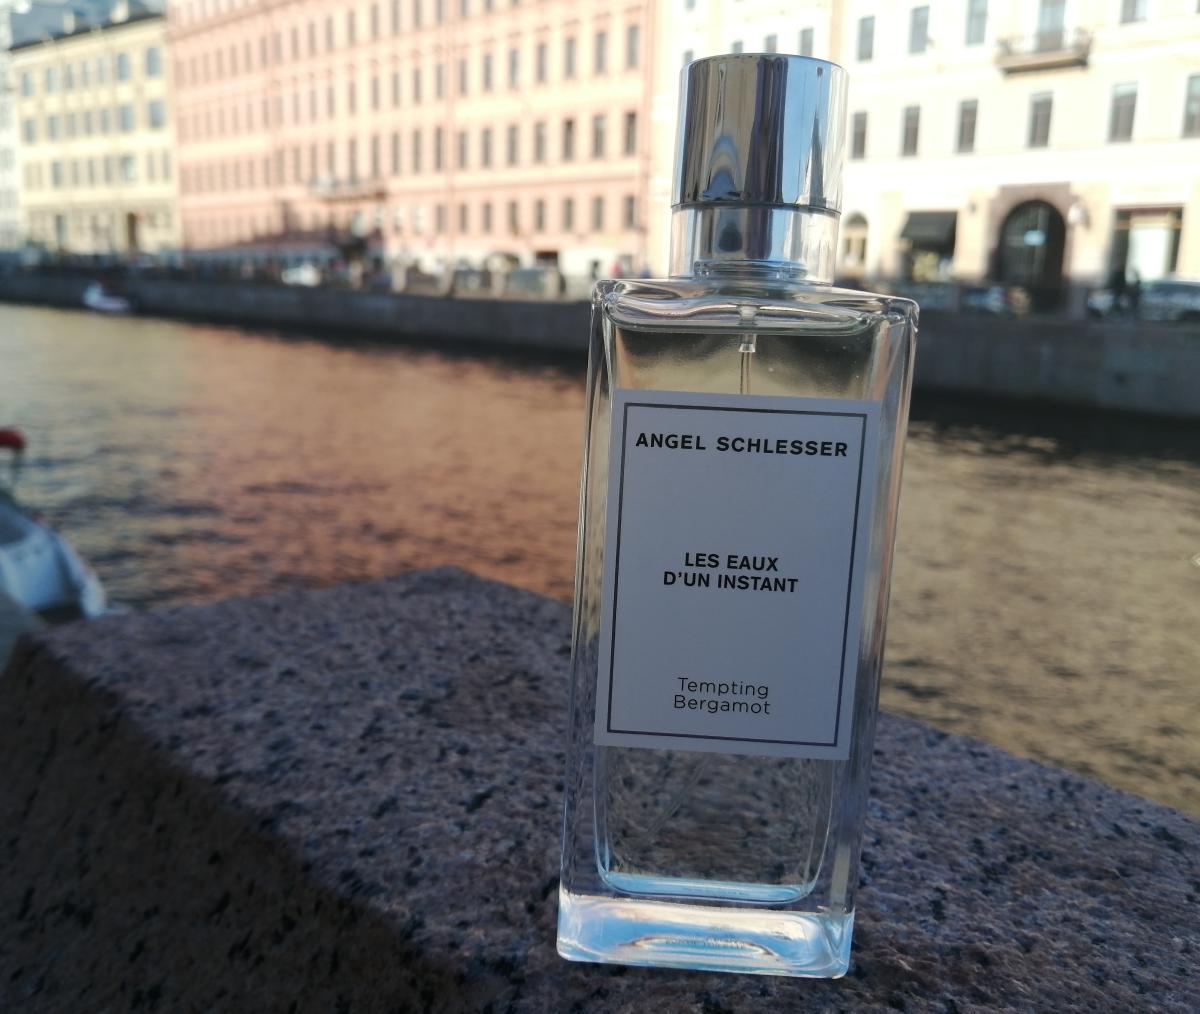 ANGEL SCHLESSER
LES EAUX
D'UN INSTANT
Tempting
Bergamot